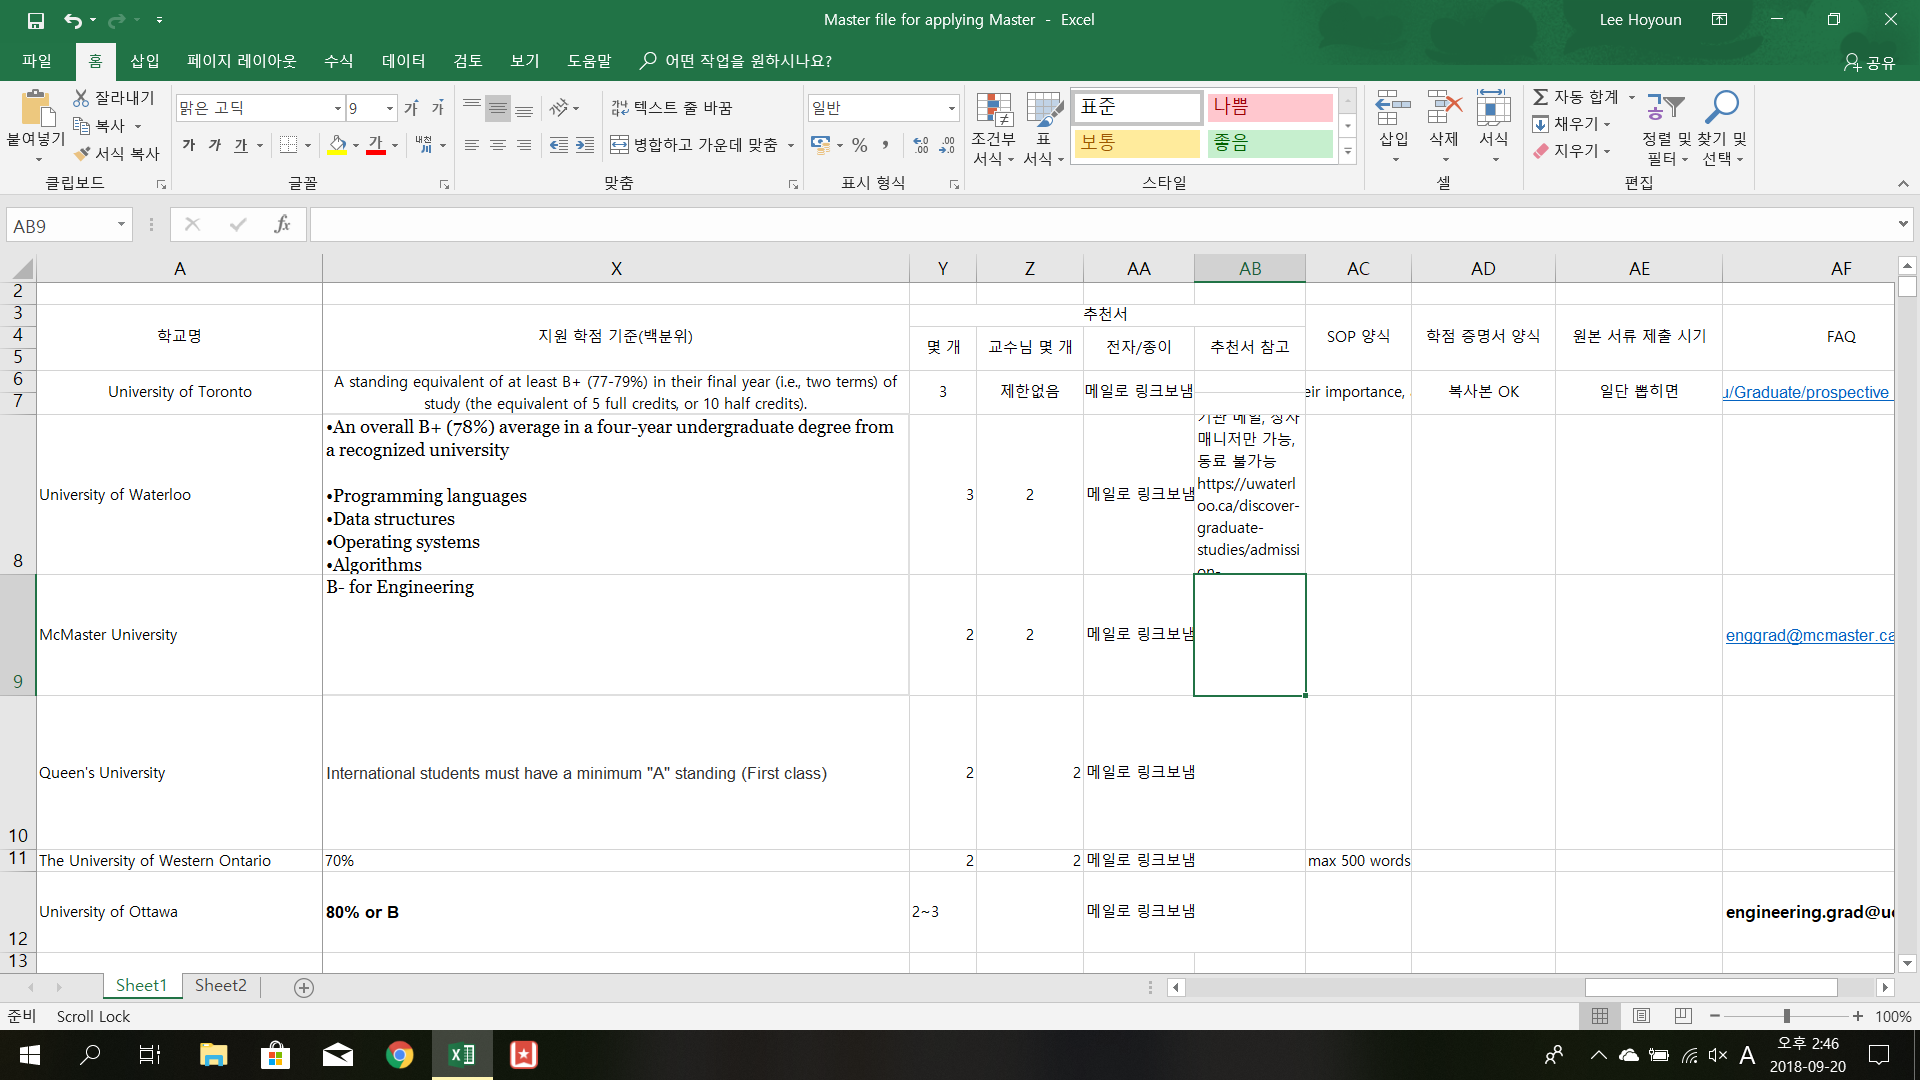 Master file for applying Master - Excel
Lee Hoyoun
파일 홈 삽입 페이지 레이아웃 수식 데이터 검토 보기 도움말 어떤 작업을 원하시나요? 공유
붙여넣기
잘라내기
복사
서식 복사
클립보드
맑은 고딕 9
가 가
가 가 가 가 내천
글꼴
텍스트 줄 바꿈
병합하고 가운데 맞춤
맞춤
일반
% ,
표시 형식
조건부 서식
표 서식
표준 나쁨
보통 좋음
스타일
삽입 삭제 서식
셀
자동 합계
채우기
지우기
정렬 및 필터
찾기 및 선택
편집
AB9
fx
A X Y Z AA AB AC AD AE AF
2
3
4
5
학교명 지원 학점 기준(백분위) 추천서 SOP 양식 학점 증명서 양식 원본 서류 제출 시기 FAQ
몇 개 교수님 몇 개 전자/종이 추천서 참고
6
7
University of Toronto
A standing equivalent of at least B+ (77-79%) in their final year (i.e., two terms) of
study (the equivalent of 5 full credits, or 10 half credits).
3 제한없음 메일로 링크보냄 eir importance, 복사본 OK 일단 뽑히면 u/Graduate/prospective
8
University of Waterloo
•An overall B+ (78%) average in a four-year undergraduate degree from
a recognized university
•Programming languages
•Data structures
•Operating systems
•Algorithms
3 2 메일로 링크보냄
기관 메일, 상사
매니저만 가능,
동료 불가능
https://uwaterl
oo.ca/discover-
graduate-
studies/admissi
on-
9
McMaster University
B- for Engineering
2 2 메일로 링크보냄 enggrad@mcmaster.ca
10
Queen's University International students must have a minimum "A" standing (First class) 2 2 메일로 링크보냄
11 The University of Western Ontario 70% 2 2 메일로 링크보냄 max 500 words
12
University of Ottawa 80% or B 2~3 메일로 링크보냄 engineering.grad@u
13
Sheet1 Sheet2
준비 Scroll Lock
100%
A
오후 2:46
2018-09-20